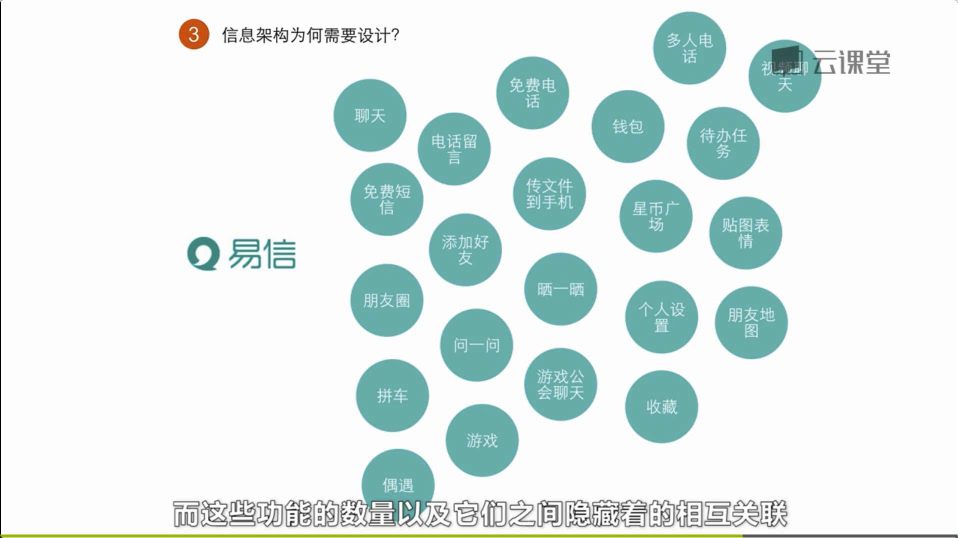 3
信息架构为何需要设计?
云课堂
多人电
话
视频聊
天
免费电
话
聊天
钱包
电话留
言
待办任
务
免费短
信
传文件
到手机
星币广
场
贴图表
情
添加好
友
易信
朋友圈
晒一晒
个人设
置
朋友地
图
问一问
拼车
游戏公
会聊天
收藏
游戏
偶遇
而这些功能的数量以及它们之间隐藏着的相互关联